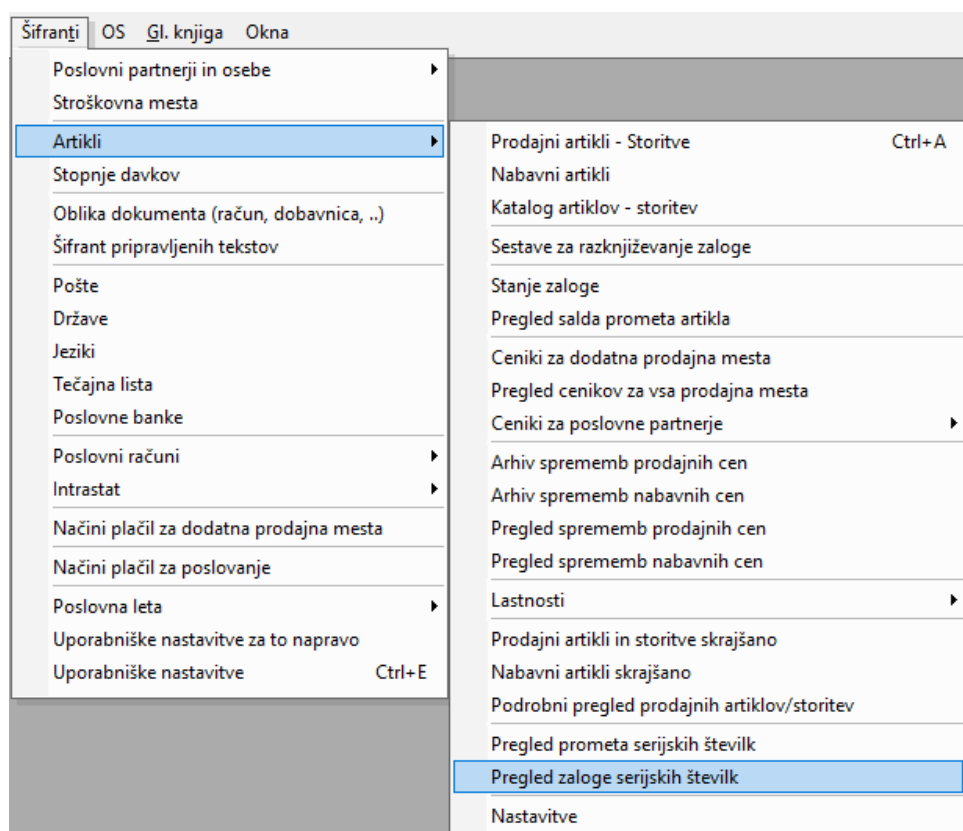 Šifranti OS Gl. knjiga Okna
Poslovni partnerji in osebe
Stroškovna mesta
Artikli
Stopnje davkov
Oblika dokumenta (račun, dobavnica, ..)
Šifrant pripravljenih tekstov
Pošte
Države
Jeziki
Tečajna lista
Poslovne banke
Poslovni računi
Intrastat
Načini plačil za dodatna prodajna mesta
Načini plačil za poslovanje
Poslovna leta
Uporabniške nastavitve za to napravo
Uporabniške nastavitve Ctrl+E
Prodajni artikli - Storitve Ctrl+A
Nabavni artikli
Katalog artiklov - storitev
Sestave za razknjiževanje zaloge
Stanje zaloge
Pregled salda prometa artikla
Ceniki za dodatna prodajna mesta
Pregled cenikov za vsa prodajna mesta
Ceniki za poslovne partnerje
Arhiv sprememb prodajnih cen
Arhiv sprememb nabavnih cen
Pregled sprememb prodajnih cen
Pregled sprememb nabavnih cen
Lastnosti
Prodajni artikli in storitve skrajšano
Nabavni artikli skrajšano
Podrobni pregled prodajnih artiklov/storitev
Pregled prometa serijskih številk
Pregled zaloge serijskih številk
Nastavitve